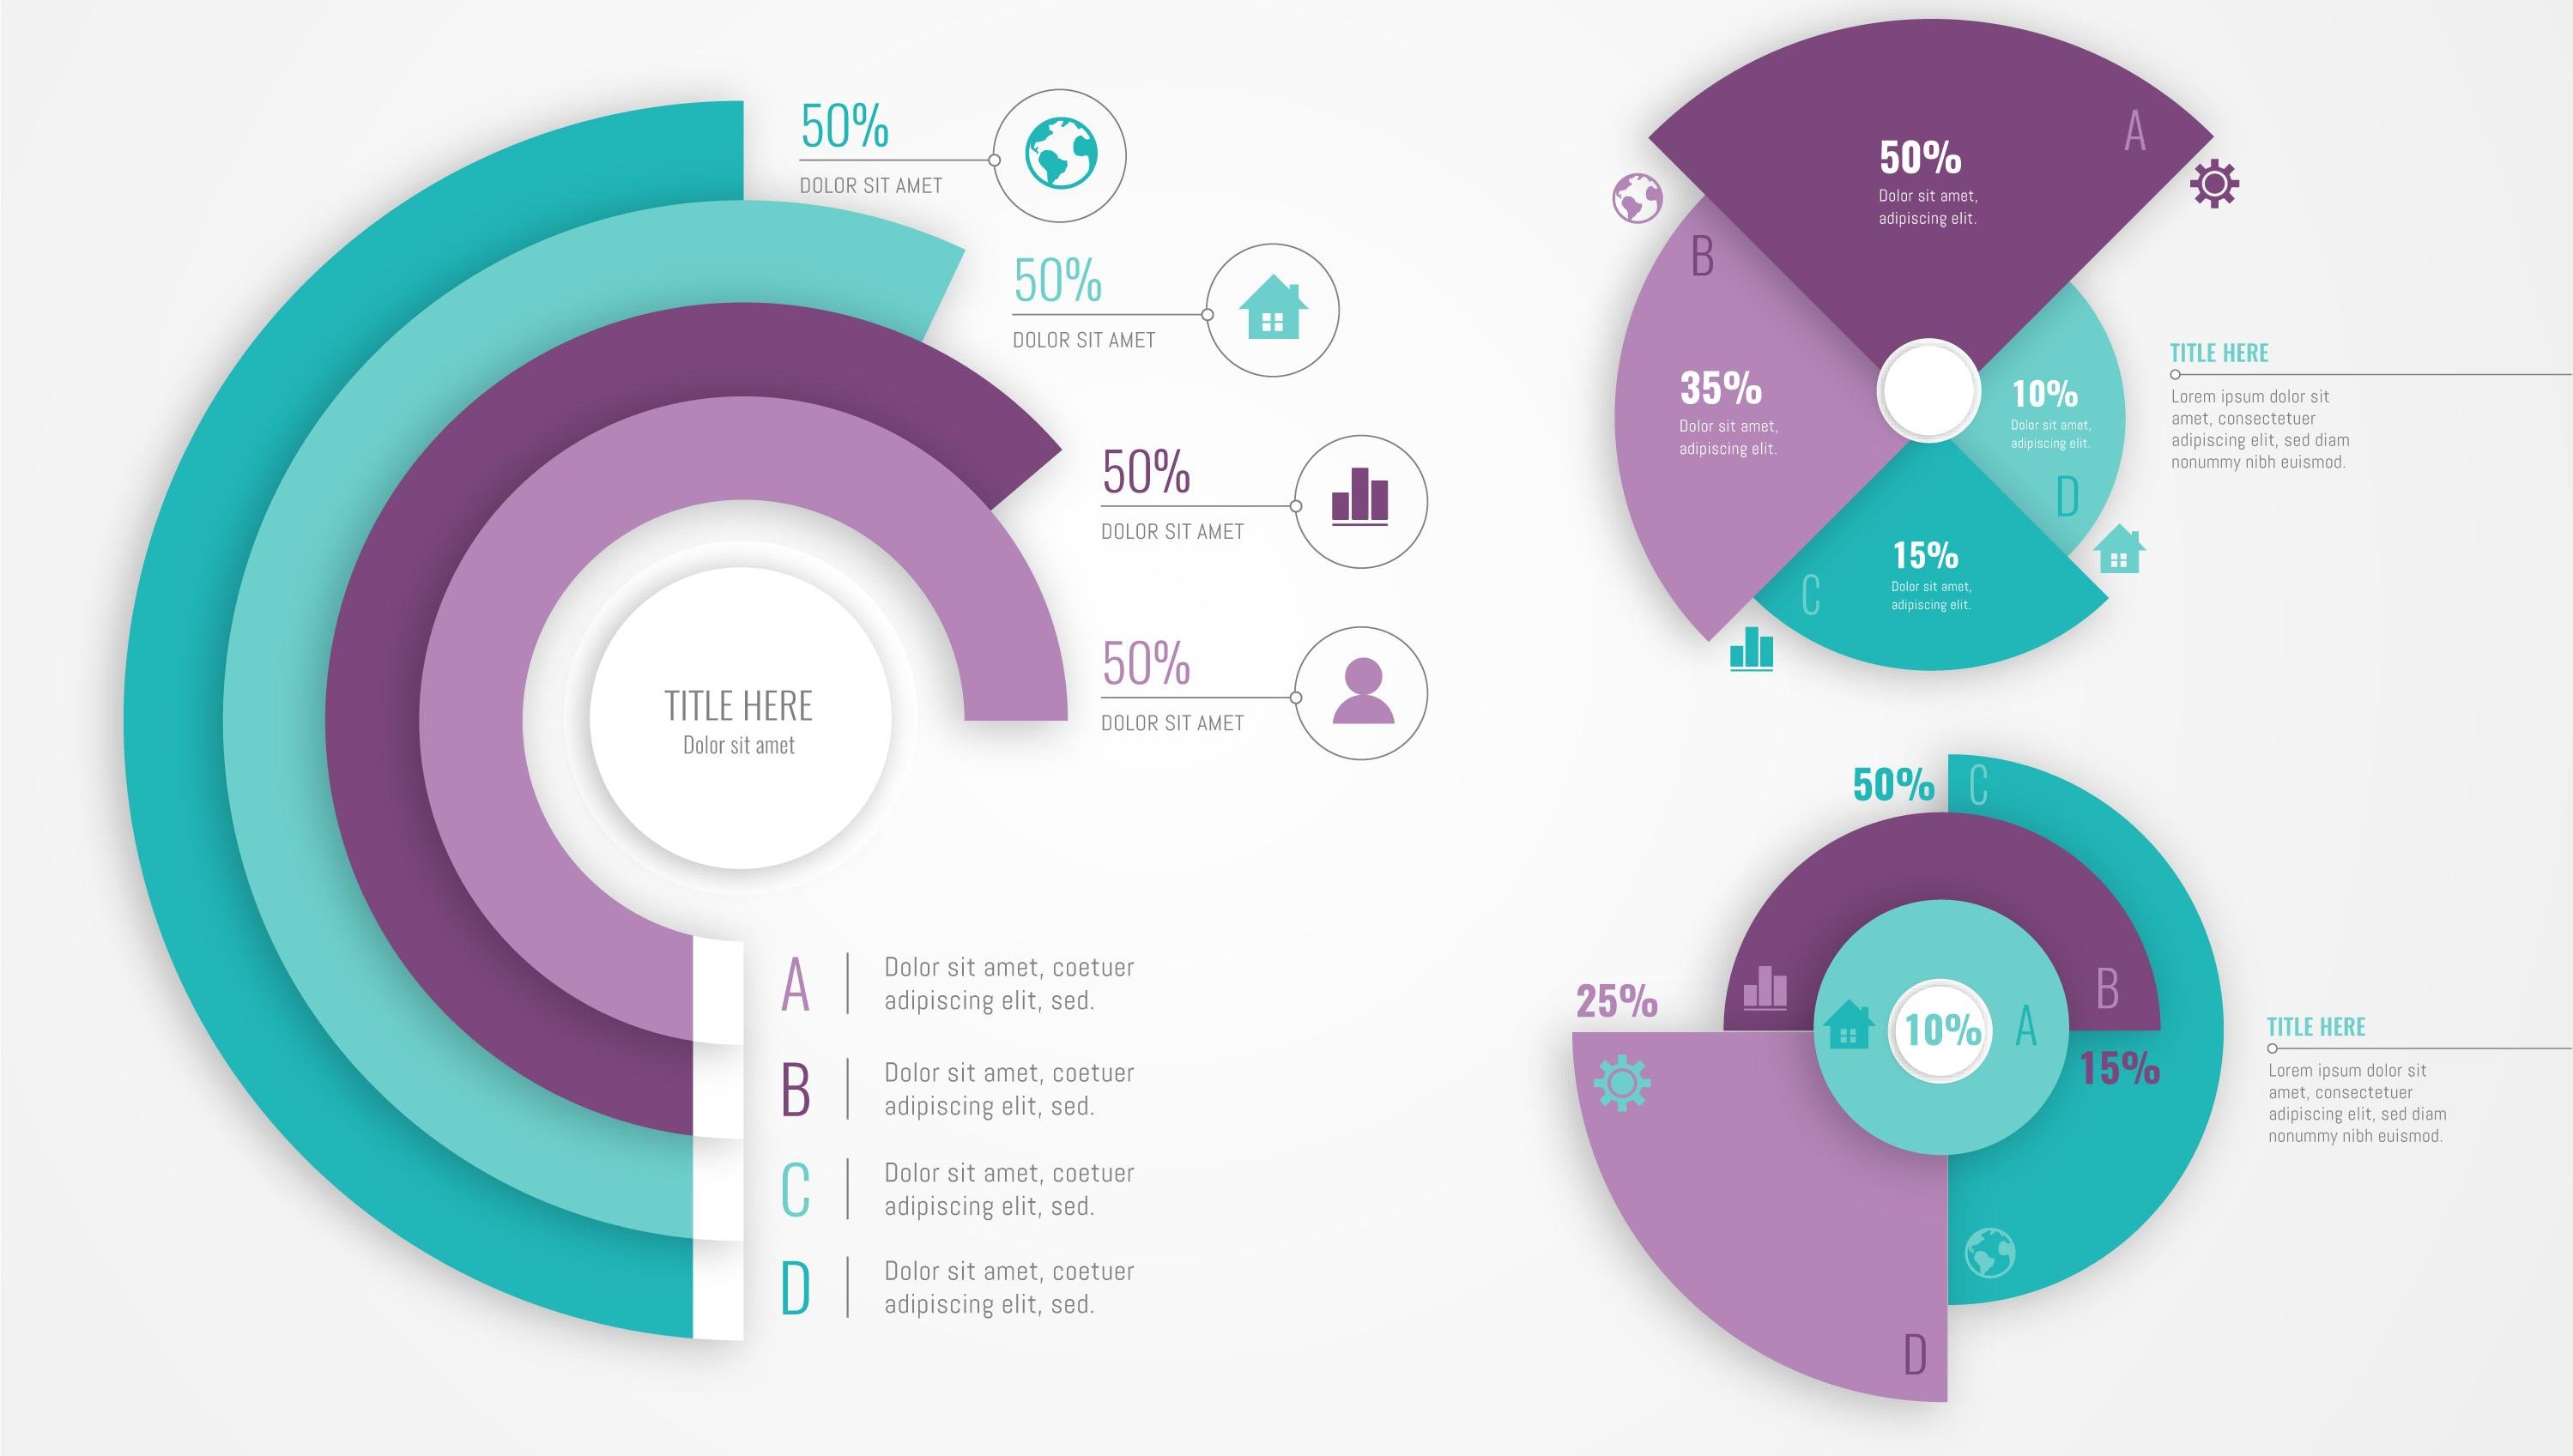 50%
DOLOR SIT AMET
50%
DOLOR SIT AMET
50%
DOLOR SIT AMET
50%
DOLOR SIT AMET
TITLE HERE
Dolor sit amet
A
Dolor sit amet, coetuer
adipiscing elit, sed.
B
Dolor sit amet, coetuer
adipiscing elit, sed.
C
Dolor sit amet, coetuer
adipiscing elit, sed.
D
Dolor sit amet, coetuer
adipiscing elit, sed.
A
50%
Dolor sit amet,
adipiscing elit.
B
35%
Dolor sit amet,
adipiscing elit.
10%
Dolor sit amet,
adipiscing elit.
D
15%
Dolor sit amet,
adipiscing elit.
C
TITLE HERE
Lorem ipsum dolor sit
amet, consectetuer
adipiscing elit, sed diam
nonummy nibh euismod.
50%
C
25%
B
10%
A
15%
D
TITLE HERE
Lorem ipsum dolor sit
amet, consectetuer
adipiscing elit, sed diam
nonummy nibh euismod.